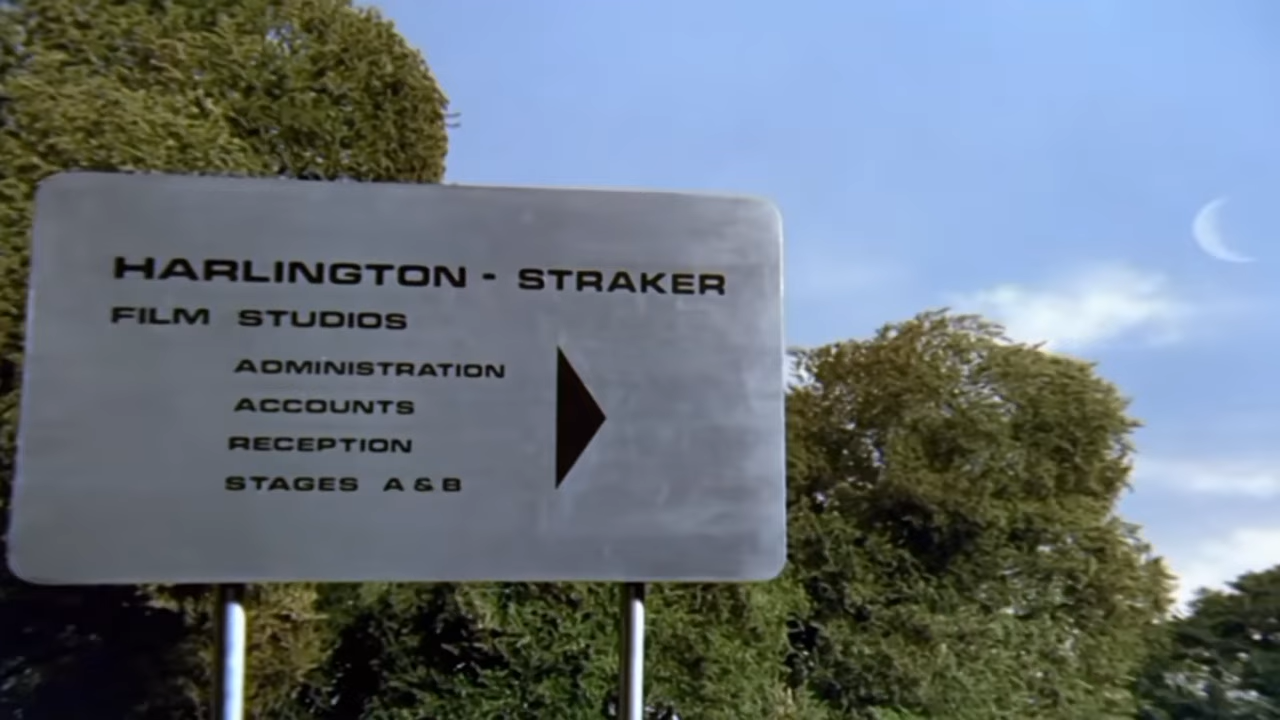 HARLINGTON - STRAKER
FILM STUDIOS
ADMINISTRATION
ACCOUNTS
RECEPTION
STAGES A & B